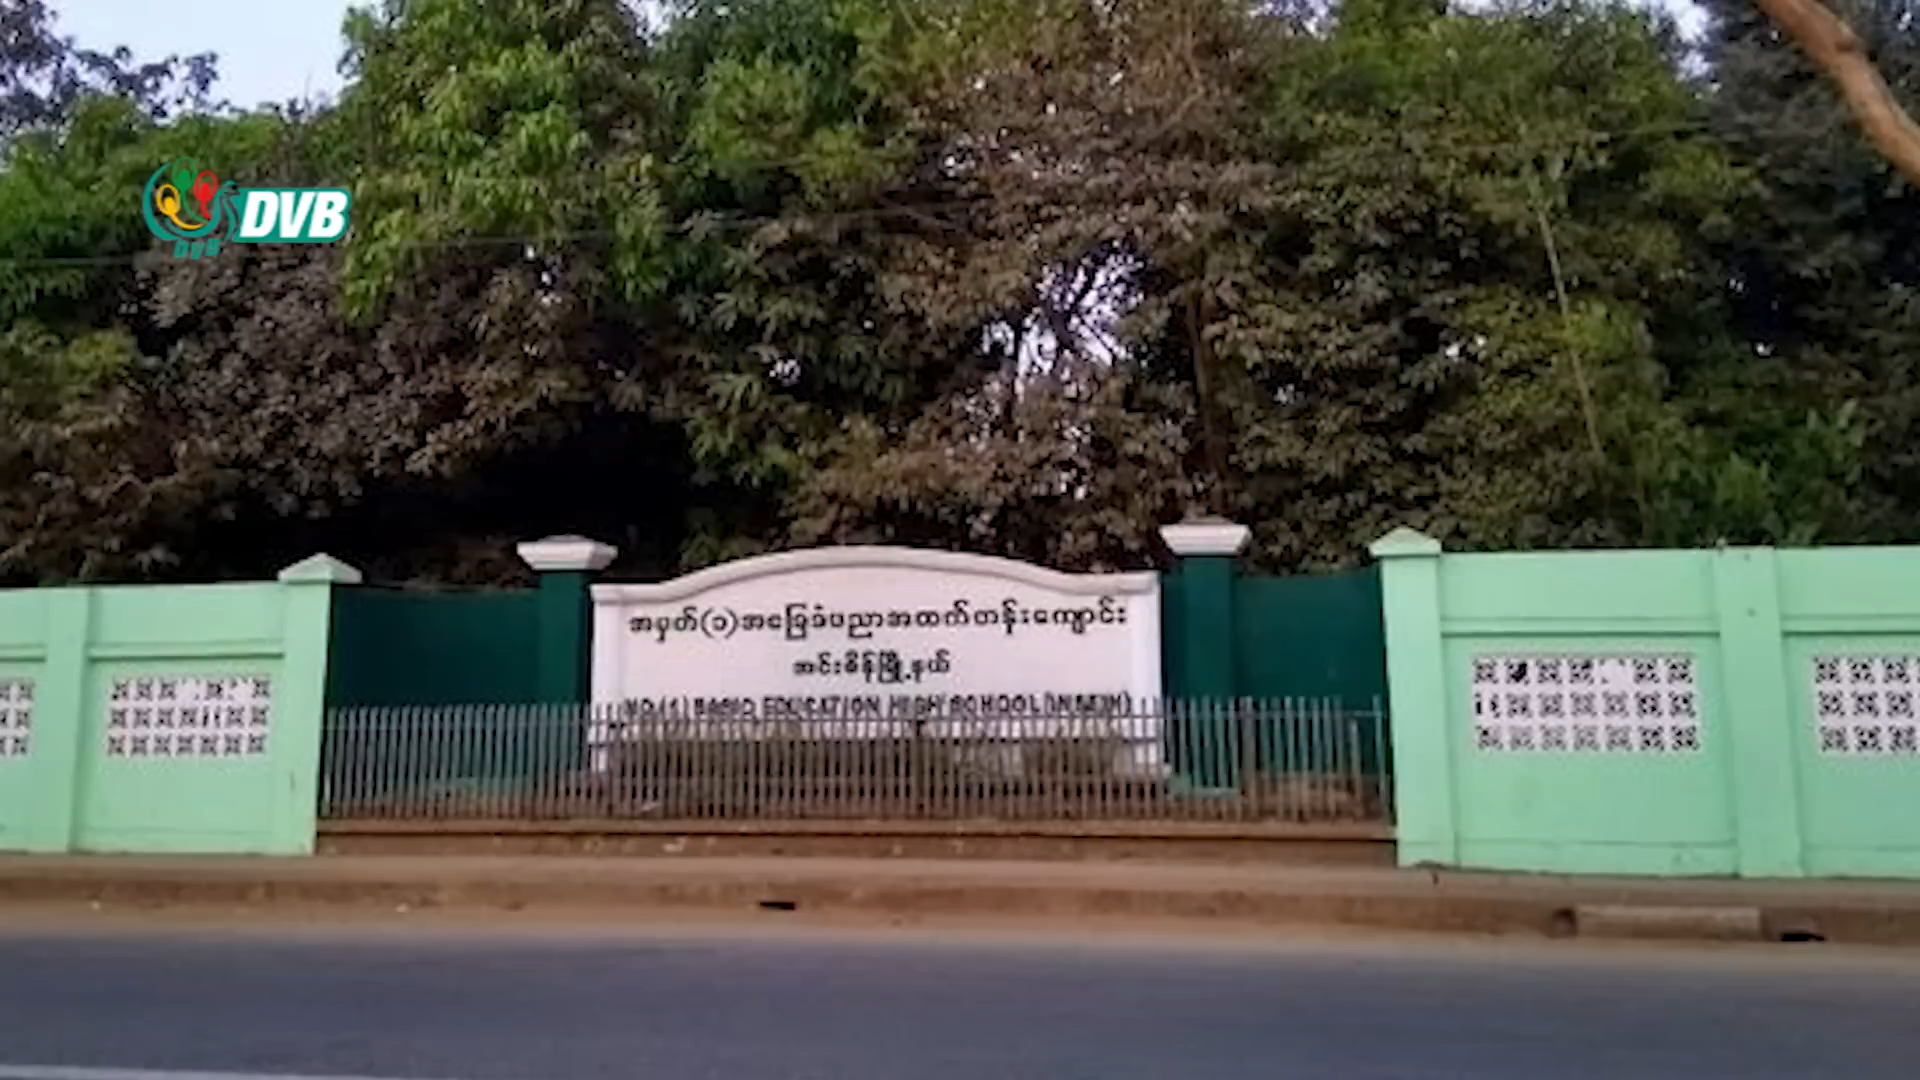 DVB
DVB
အမှတ်(၁)အခြေခံပညာအထက်တန်းကျောင်း
အင်းစိန်မြို့နယ်
NO.(1) BASIC EDUCATION HIGH SCHOOL (INSEIN)